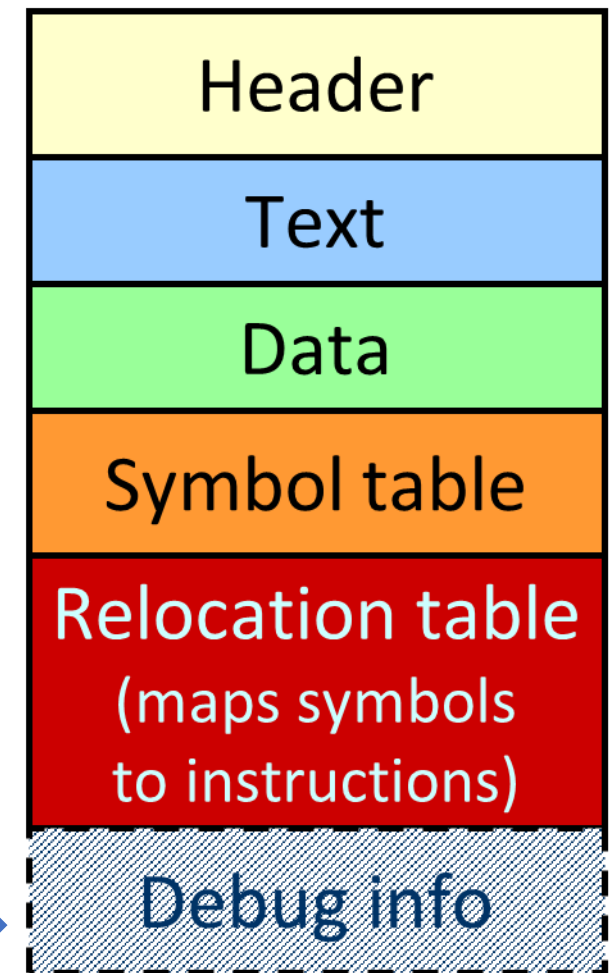 Header
Text
Data
Symbol table
Relocation table
(maps symbols
to instructions)
Debug info